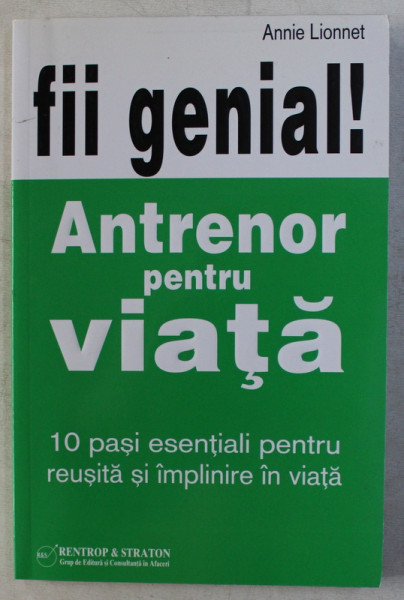 Annie Lionnet
fii genial!
Antrenor
pentru
viaţă
10 paşi esenţiali pentru
reuşită şi împlinire în viaţă
R&S
RENTROP & STRATON
Grup de Editură şi Consultanţă în Afaceri